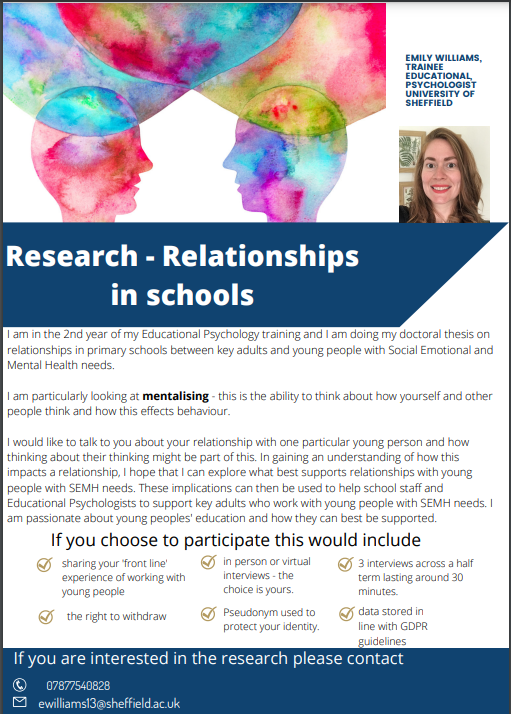 EMILY WILLIAMS,
TRAINEE
EDUCATIONAL,
PSYCHOLOGIST
UNIVERSITY OF
SHEFFIELD
Research - Relationships
in schools
I am in the 2nd year of my Educational Psychology training and I am doing my doctoral thesis on
relationships in primary schools between key adults and young people with Social Emotional and
Mental Health needs.
I am particularly looking at mentalising - this is the ability to think about how yourself and other
people think and how this effects behaviour.
I would like to talk to you about your relationship with one particular young person and how
thinking about their thinking might be part of this. In gaining an understanding of how this
impacts a relationship, I hope that I can explore what best supports relationships with young
people with SEMH needs. These implications can then be used to help school staff and
Educational Psychologists to support key adults who work with young people with SEMH needs. I
am passionate about young peoples' education and how they can best be supported.
If you choose to participate this would include
sharing your 'front line'
experience of working with
young people
in person or virtual
interviews - the
choice is yours.
3 interviews across a half
term lasting around 30
minutes.
the right to withdraw
Pseudonym used to
protect your identity.
data stored in
line with GDPR
guidelines
If you are interested in the research please contact
07877540828
ewilliams13@sheffield.ac.uk